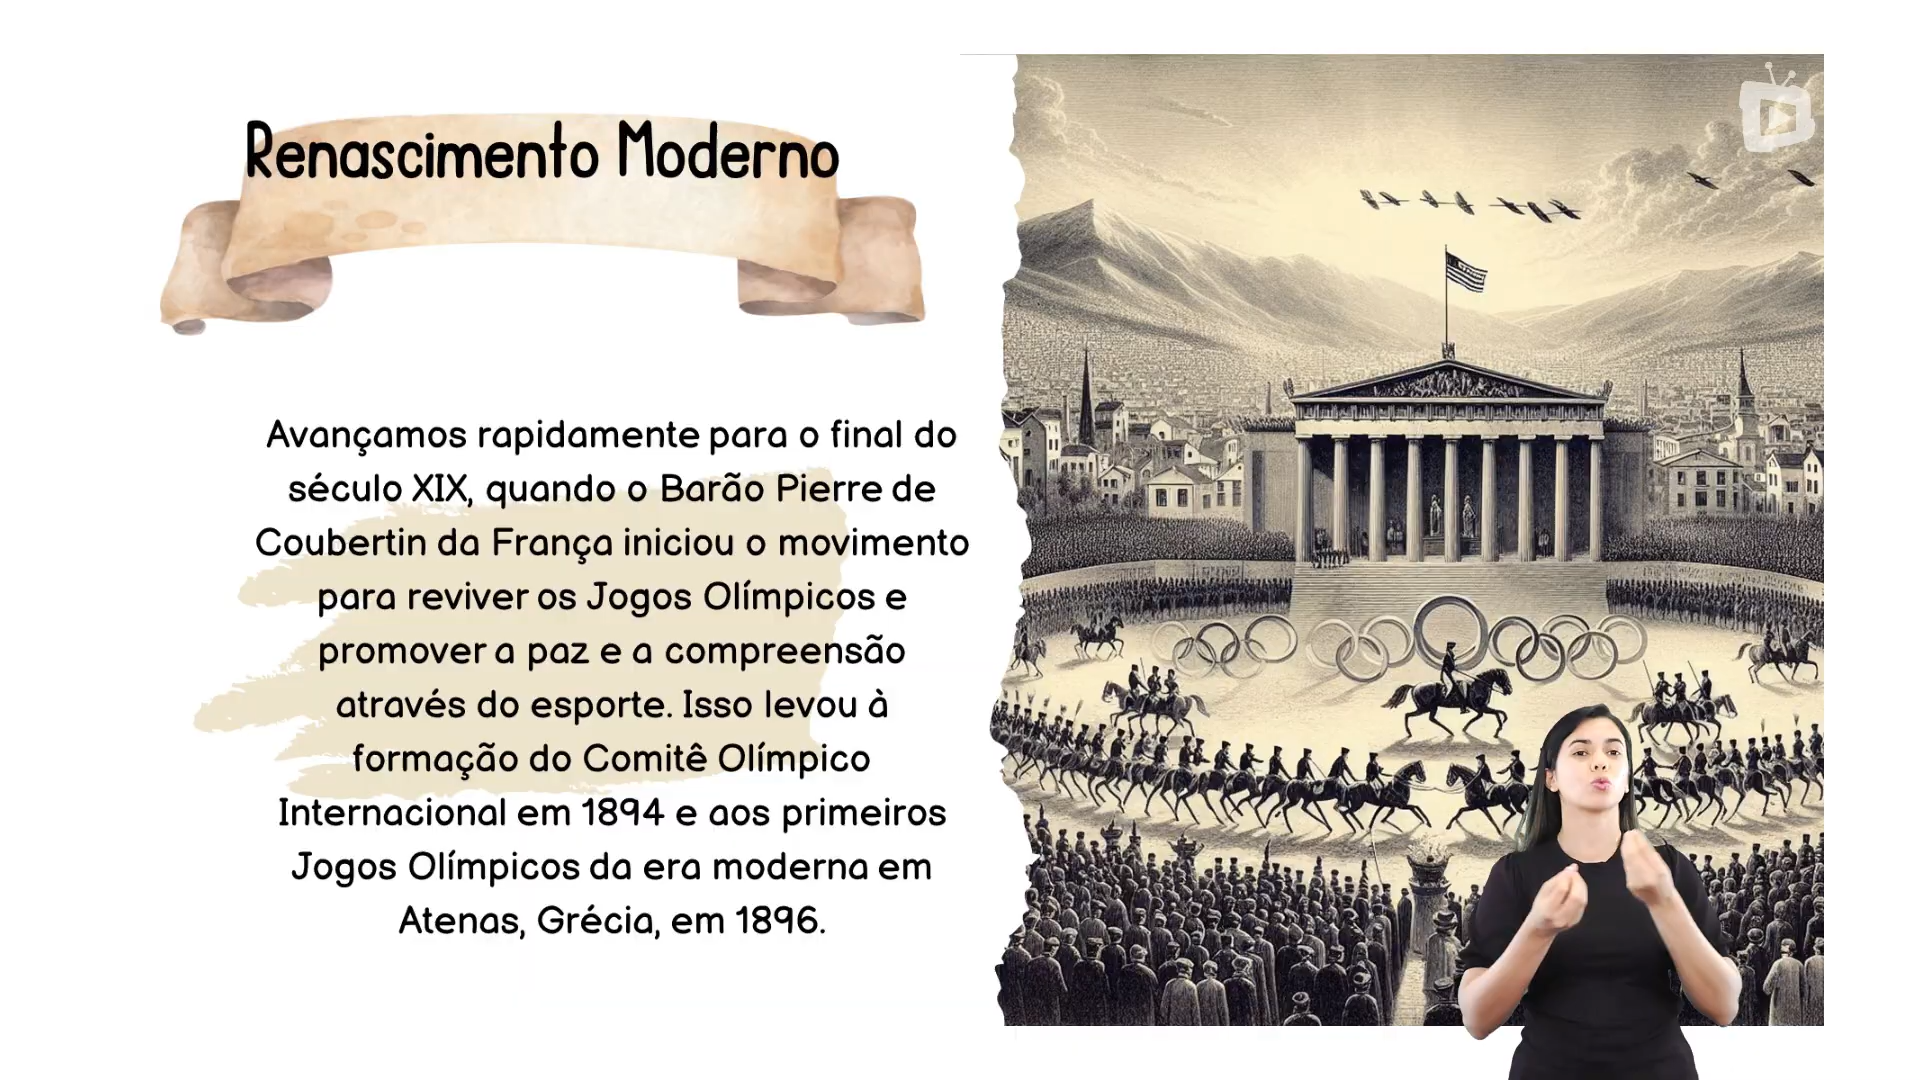 Renascimento Moderno
Avançamos rapidamente para o final do
século XIX, quando o Barão Pierre de
Coubertin da França iniciou o movimento
para reviver os Jogos Olímpicos e
promover a paz e a compreensão
através do esporte. Isso levou à
formação do Comitê Olímpico
Internacional em 1894 e aos primeiros
Jogos Olímpicos da era moderna em
Atenas, Grécia, em 1896.